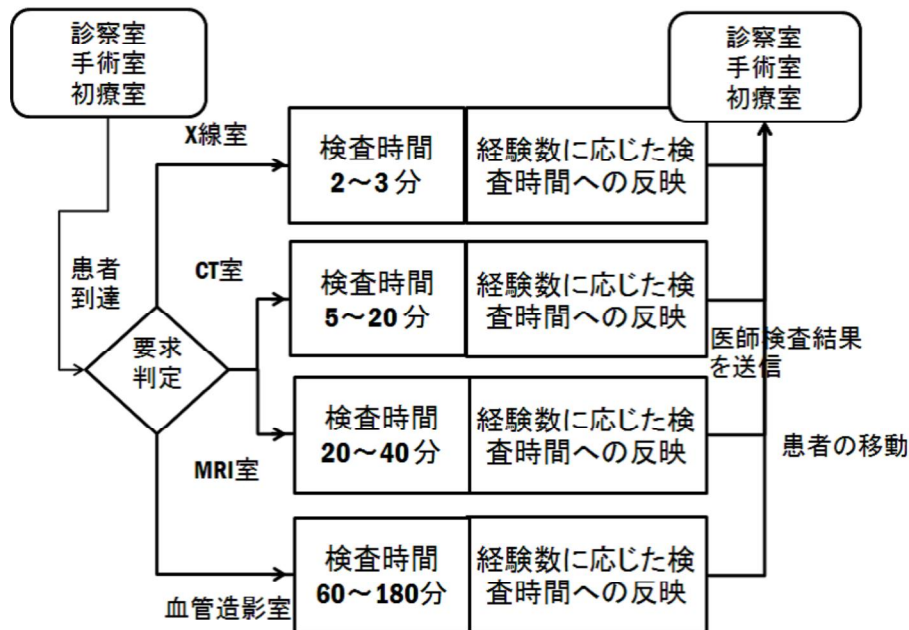 診察室
手術室
初療室
診察室
手術室
初療室
X線室
検査時間
2～3分
経験数に応じた検
査時間への反映
患者
到達
CT室
検査時間
5～20分
経験数に応じた検
査時間への反映
要求
判定
医師検査結果
を送信
MRI室
検査時間
20～40分
経験数に応じた検
査時間への反映
患者の移動
血管造影室
検査時間
60～180分
経験数に応じた検
査時間への反映